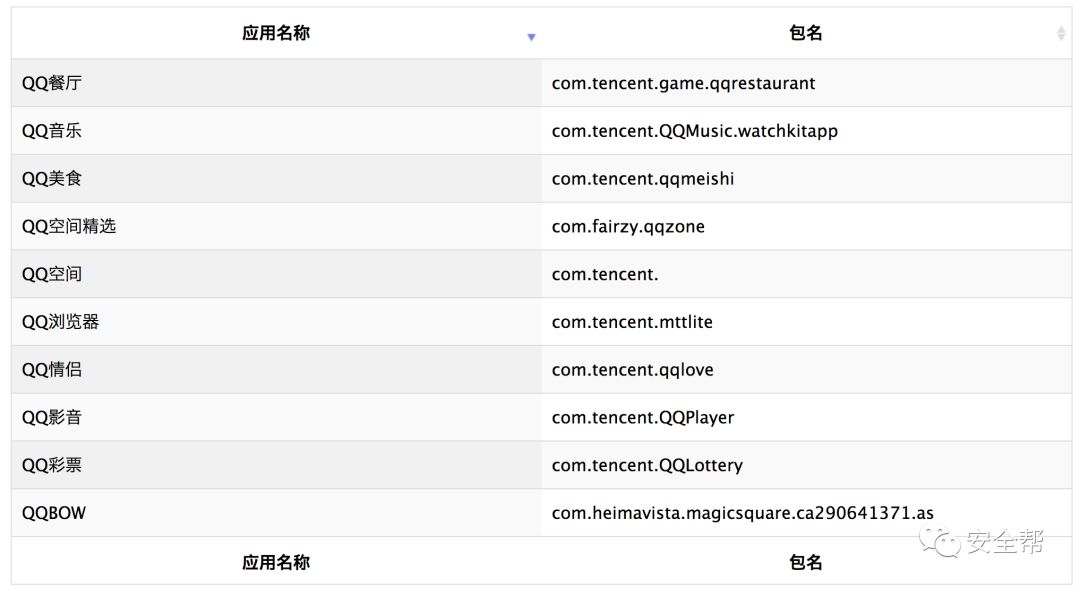 应用名称 包名
QQ餐厅 com.tencent.game.qqrestaurant
QQ音乐 com.tencent.QQMusic.watchkitapp
QQ美食 com.tencent.qqmeishi
QQ空间精选 com.fairzy.qqzone
QQ空间 com.tencent.
QQ浏览器 com.tencent.mttlite
QQ情侣 com.tencent.qqlove
QQ影音 com.tencent.QQPlayer
QQ彩票 com.tencent.QQLottery
QQBOW com.heimavista.magicsquare.ca290641371.as
应用名称 包名
安全帮